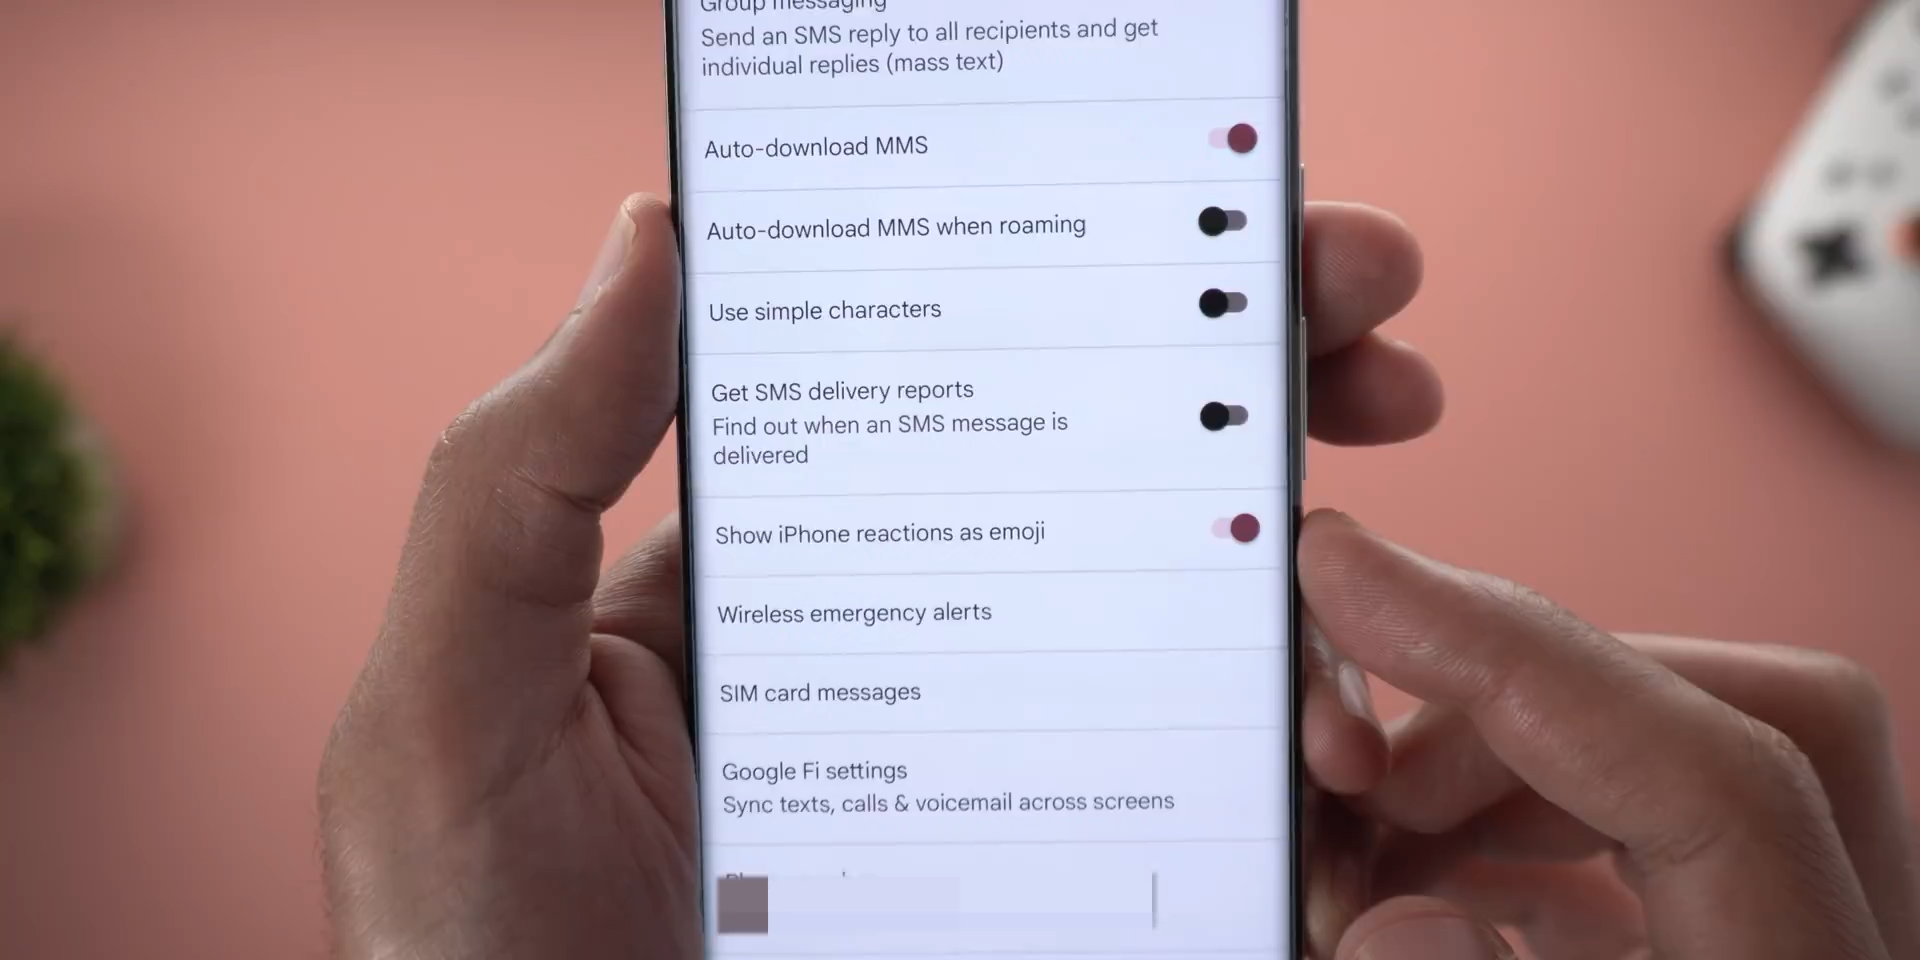 Group messaging
Send an SMS reply to all recipients and get
individual replies (mass text)
Auto-download MMS
Auto-download MMS when roaming
Use simple characters
Get SMS delivery reports
Find out when an SMS message is
delivered
Show iPhone reactions as emoji
Wireless emergency alerts
SIM card messages
Google Fi settings
Sync texts, calls & voicemail across screens